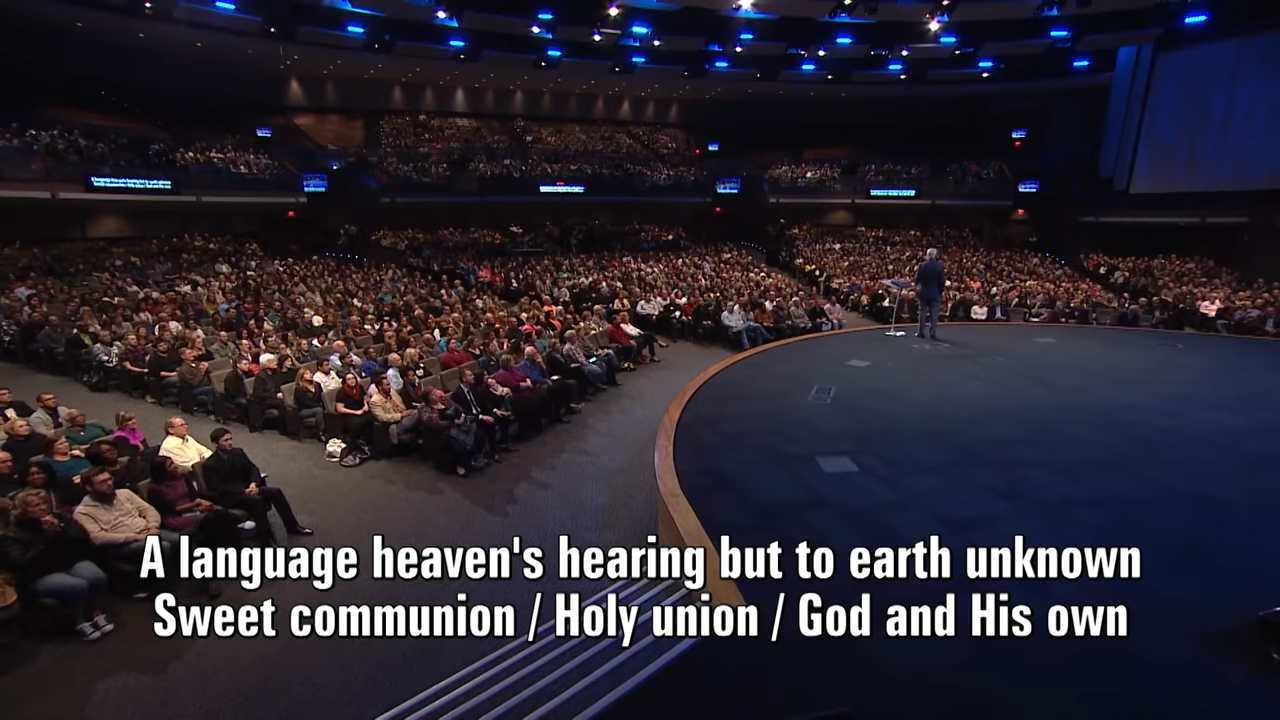 A language heaven's hearing but to earth unknown
Sweet communion / Holy union / God and His own